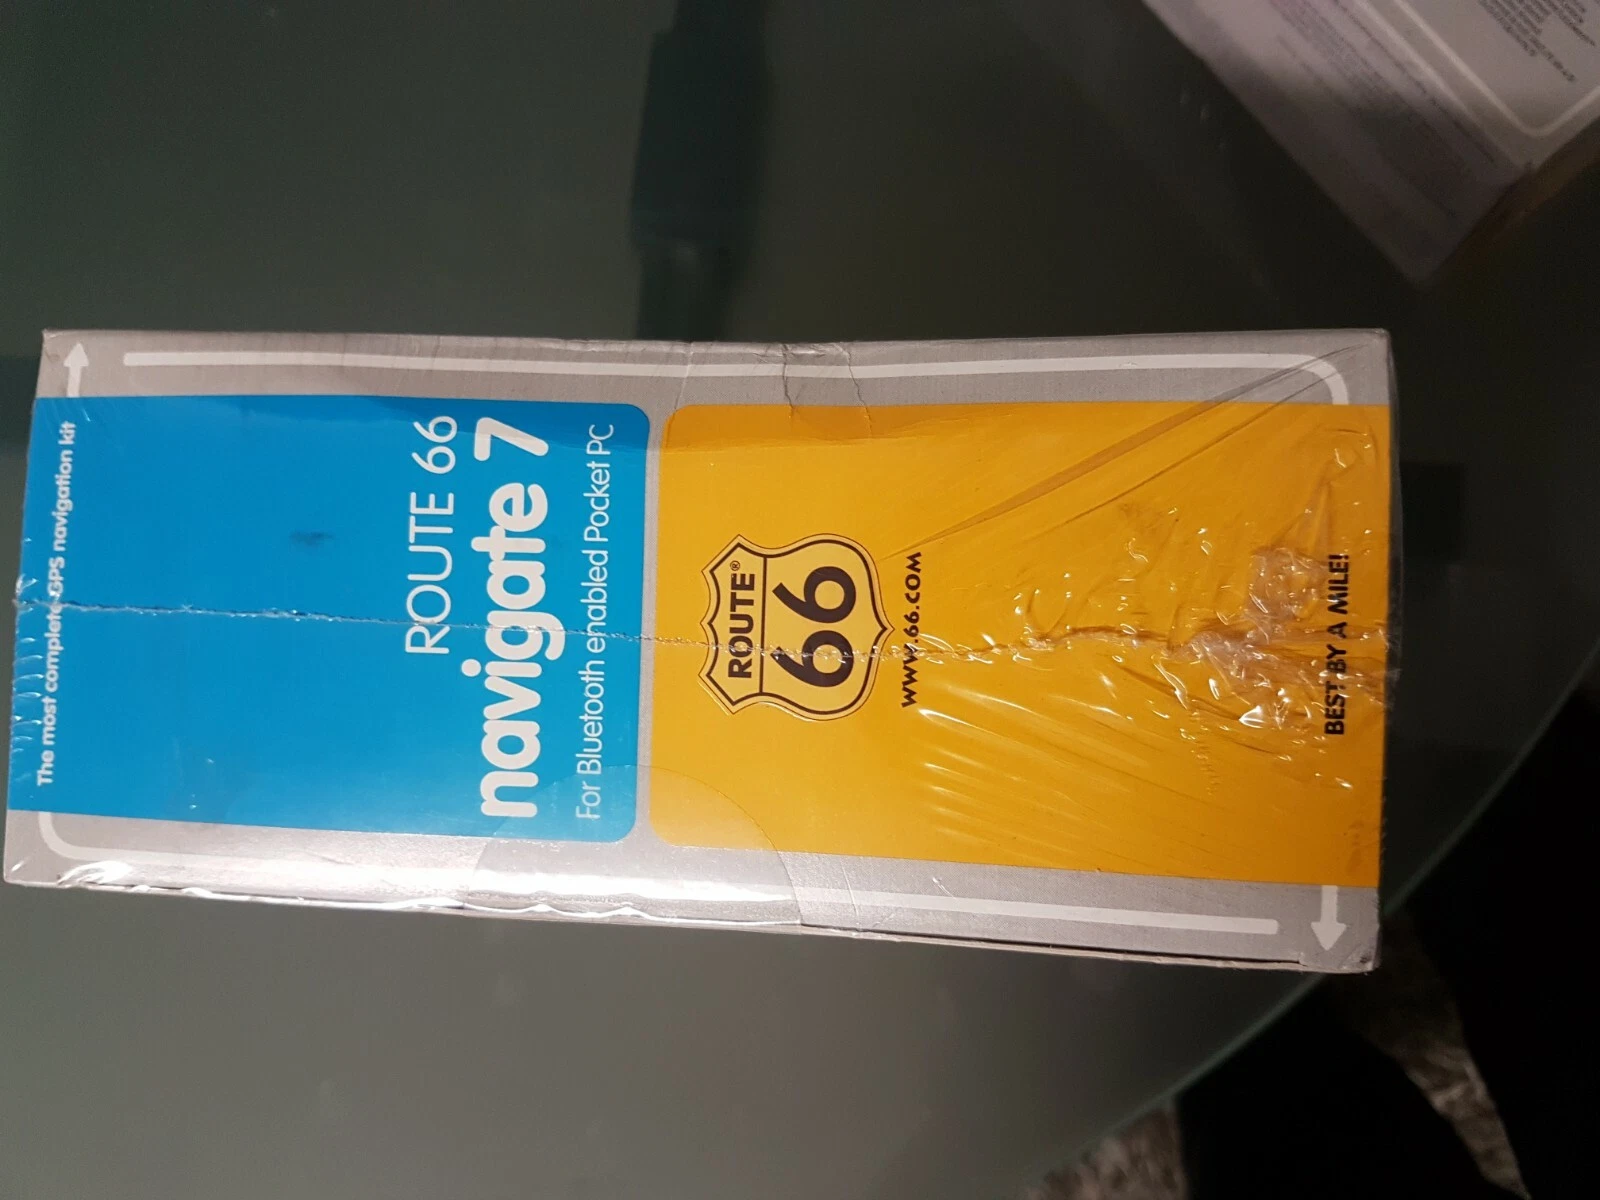 The most complete GPS navigation kit
ROUTE 66
navigate 7
For Bluetooth enabled Pocket PC
ROUTE®
66
WWW.66.COM
BEST BY A MILE!